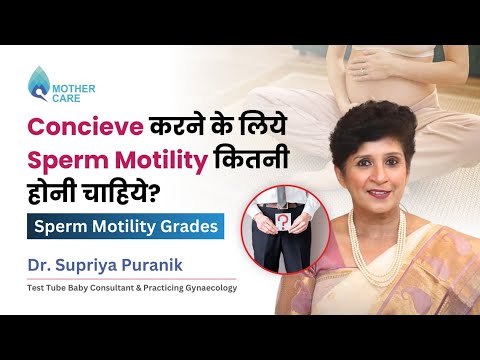 MOTHER
CARE
Concieve करने के लिये
Sperm Motility कितनी
होनी चाहिये?
Sperm Motility Grades
?
Dr. Supriya Puranik
Test Tube Baby Consultant & Practicing Gynaecology